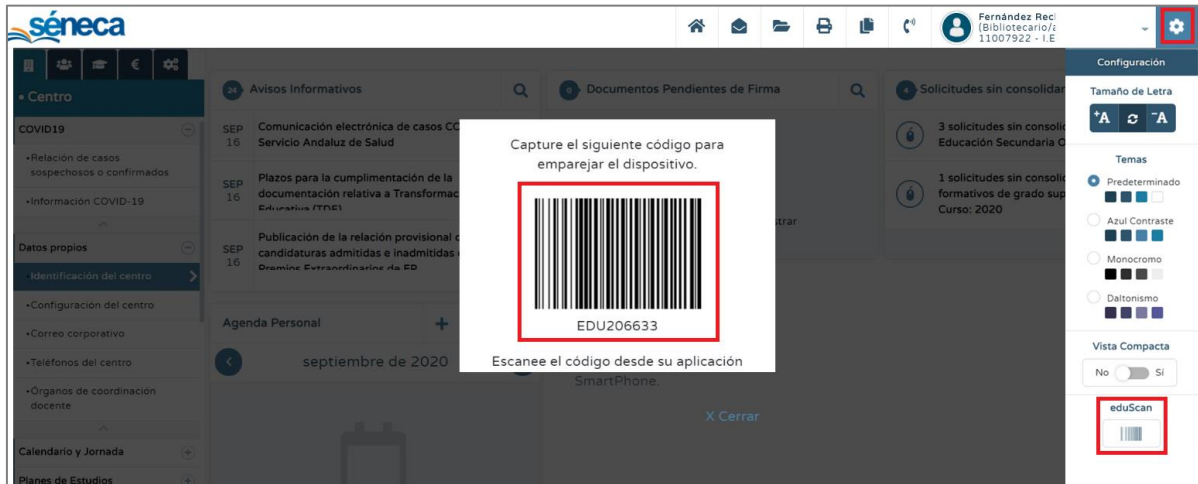 séneca
Fernández Rec
(Bibliotecario/a
11007922 - I.E
Configuración
Tamaño de Letra
+A -A
Temas
Predeterminado
Azul Contraste
Monocromo
Daltonismo
Vista Compacta
No Sí
eduScan
• Centro
COVID19
•Relación de casos
sospechosos o confirmados
•Información COVID-19
Datos propios
•Identificación del centro
•Configuración del centro
•Correo corporativo
•Teléfonos del centro
•Órganos de coordinación
docente
Calendario y Jornada
Planes de Estudios
24 Avisos Informativos
SEP
16
Comunicación electrónica de casos CO
Servicio Andaluz de Salud
SEP
16
Plazos para la cumplimentación de la
documentación relativa a Transformac
Educativa (TDE)
SEP
16
Publicación de la relación provisional d
candidaturas admitidas e inadmitidas
Premios Extraordinarios de FP
Agenda Personal
septiembre de 2020
0 Documentos Pendientes de Firma
strar
4 Solicitudes sin consolidar
3 solicitudes sin consolid
Educación Secundaria O
1 solicitudes sin consolid
formativos de grado sup
Curso: 2020
Capture el siguiente código para
emparejar el dispositivo.
EDU206633
Escanee el código desde su aplicación
SmartPhone.
X Cerrar